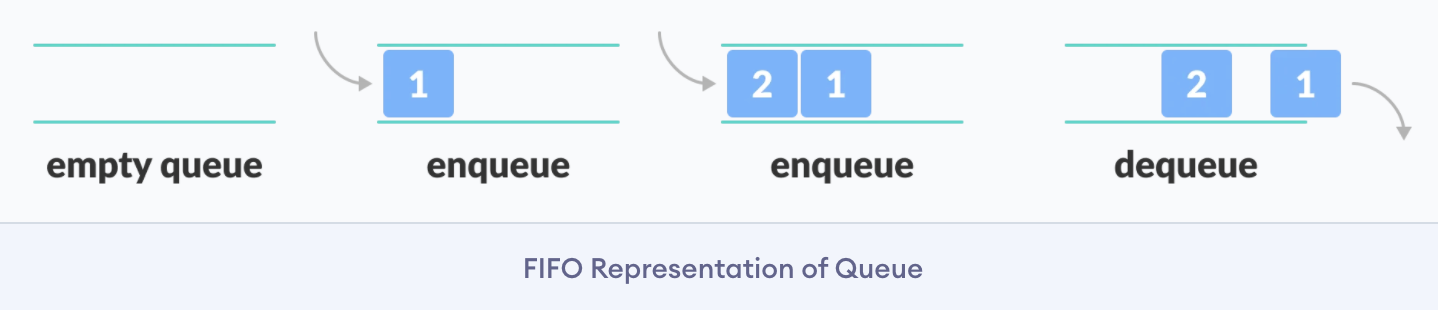 1
2 1
2 1
empty queue
enqueue
enqueue
dequeue
FIFO Representation of Queue